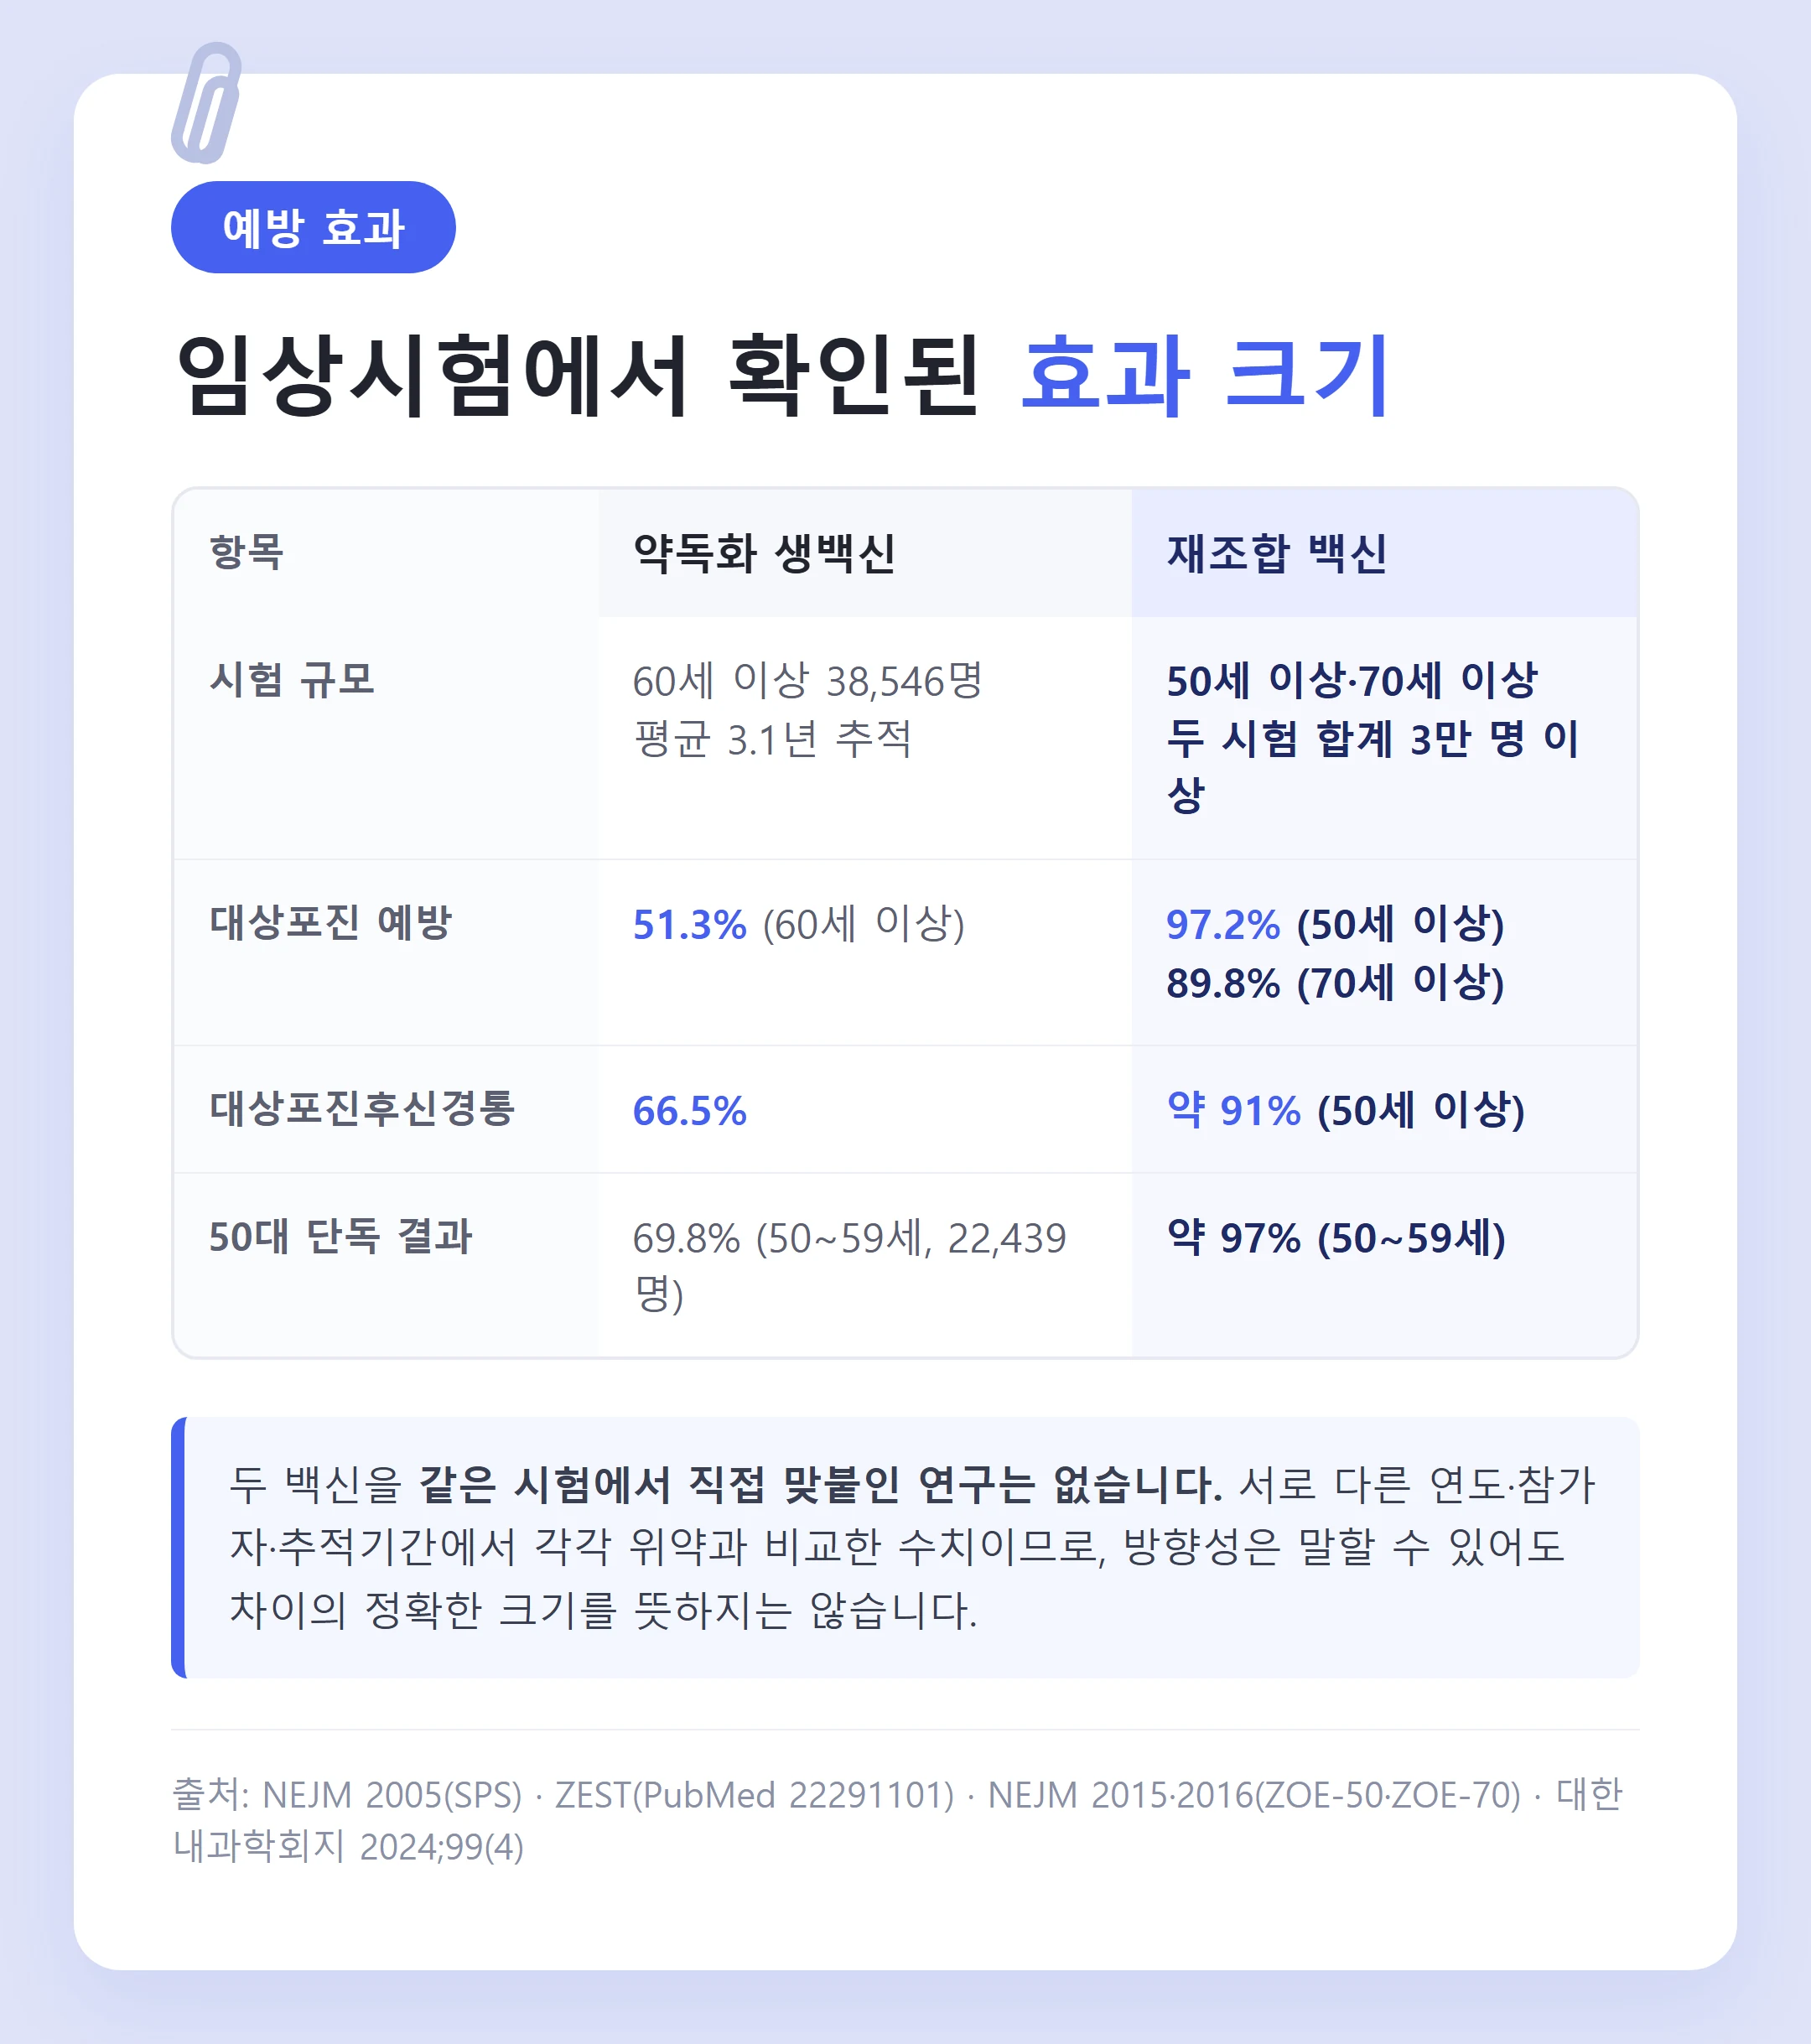 예방 효과
임상시험에서 확인된 효과 크기
항목 약독화 생백신 재조합 백신
시험 규모
60세 이상 38,546명
평균 3.1년 추적
50세 이상·70세 이상
두 시험 합계 3만 명 이
상
대상포진 예방
51.3% (60세 이상)
97.2% (50세 이상)
89.8% (70세 이상)
대상포진후신경통
66.5%
약 91% (50세 이상)
50대 단독 결과
69.8% (50~59세, 22,439
명)
약 97% (50~59세)
두 백신을 같은 시험에서 직접 맞붙인 연구는 없습니다. 서로 다른 연도·참가
자·추적기간에서 각각 위약과 비교한 수치이므로, 방향성은 말할 수 있어도
차이의 정확한 크기를 뜻하지는 않습니다.
출처: NEJM 2005(SPS) · ZEST(PubMed 22291101) · NEJM 2015·2016(ZOE-50·ZOE-70) · 대한
내과학회지 2024;99(4)